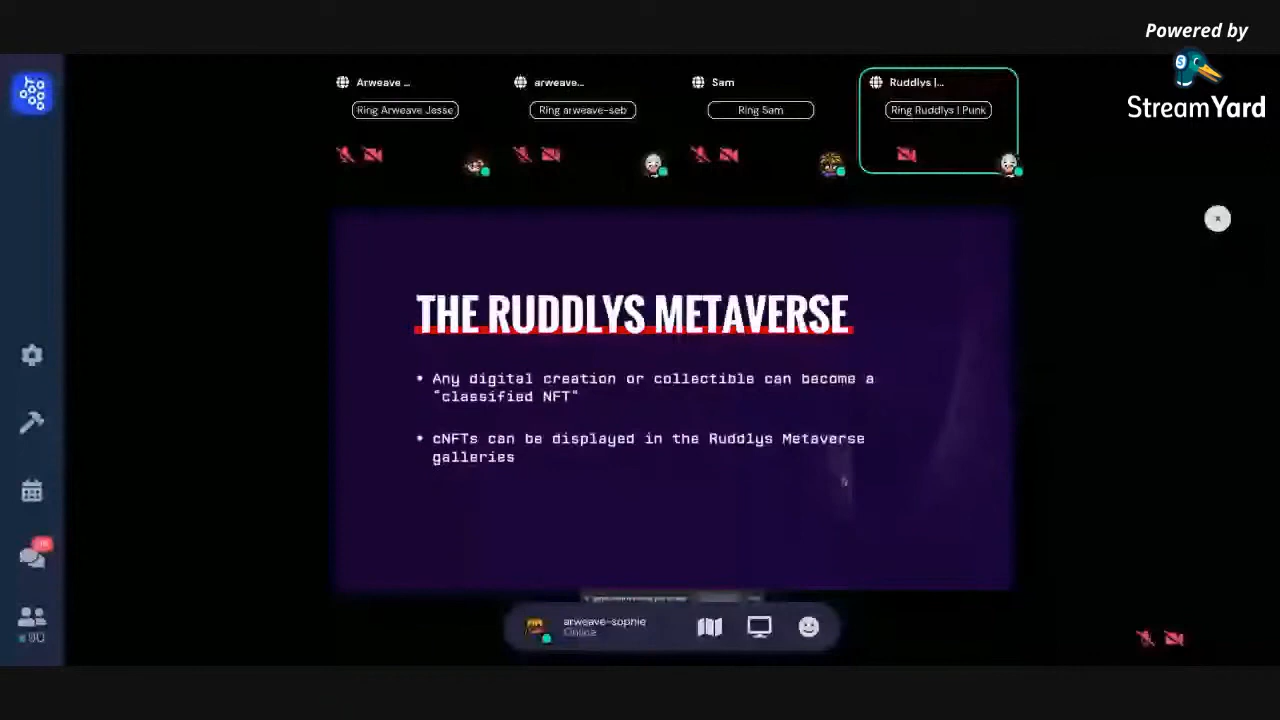 Powered by
StreamYard
Arweave ...
arweave...
Sam
Ruddlys |...
Ring Arweave Jesse
Ring arweave-seb
Ring Sam
Ring Ruddlys | Punk
THE RUDDLYS METAVERSE
• Any digital creation or collectible can become a
"classified NFT"
• cNFTs can be displayed in the Ruddlys Metaverse
galleries
arweave-sophie
Online